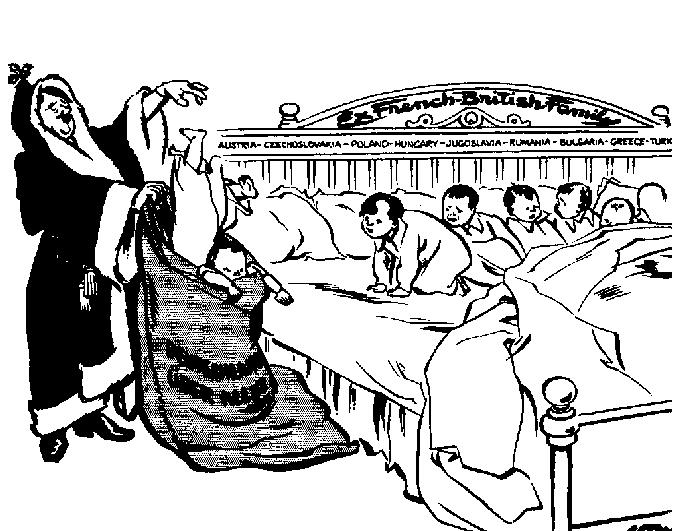 Ex French-British Family
AUSTRIA - CZECHOSLOVAKIA - POLAND - HUNGARY - JUGOSLAVIA - RUMANIA - BULGARIA - GREECE - TURK